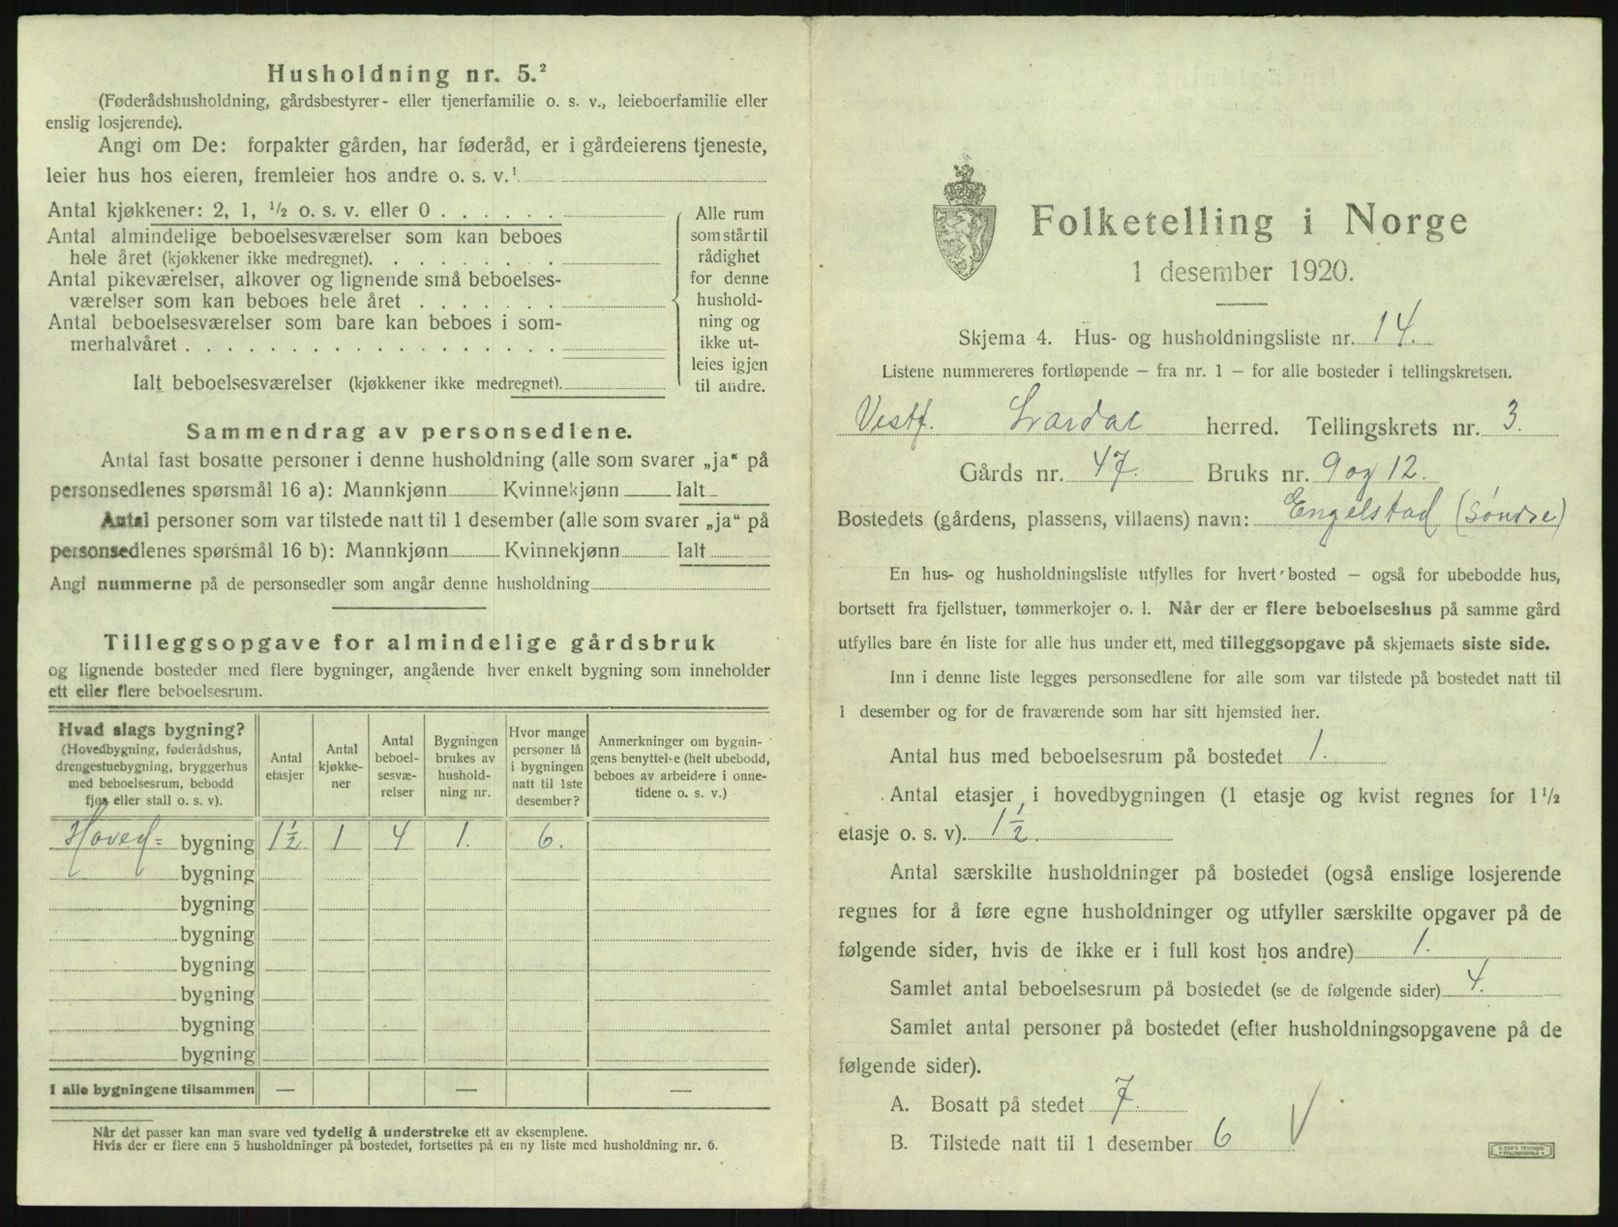 Husholdning nr. 5.²
(Føderådshusholdning, gårdsbestyrer- eller tjenerfamilie o. s. v., leieboerfamilie eller
enslig losjerende).
Angi om De: forpakter gården, har føderåd, er i gårdeierens tjeneste,
leier hus hos eieren, fremleier hos andre o. s. v.¹
Antal kjøkkener: 2, 1, ½ o. s. v. eller 0 . . . . . .
Antal almindelige beboelsesværelser som kan beboes
hele året (kjøkkener ikke medregnet). . . . . . . .
Antal pikeværelser, alkover og lignende små beboelses-
værelser som kan beboes hele året . . . . . . .
Antal beboelsesværelser som bare kan beboes i som-
merhalvåret . . . . . . . . . . . . . . . . . .
Ialt beboelsesværelser (kjøkkener ikke medregnet).
Alle rum
som står til
rådighet
for denne
hushold-
ning og
ikke ut-
leies igjen
til andre.
Sammendrag av personsedlene.
Antal fast bosatte personer i denne husholdning (alle som svarer „ja“ på
personsedlenes spørsmål 16 a): Mannkjønn Kvinnekjønn Ialt
Antal personer som var tilstede natt til 1 desember (alle som svarer „ja“ på
personsedlenes spørsmål 16 b): Mannkjønn Kvinnekjønn Ialt
Angi nummerne på de personsedler som angår denne husholdning
Tilleggsopgave for almindelige gårdsbruk
og lignende bosteder med flere bygninger, angående hver enkelt bygning som inneholder
ett eller flere beboelsesrum.
Hvad slags bygning?
(Hovedbygning, føderådshus,
drengestuebygning, bryggerhus
med beboelsesrum, bebodd
fjøs eller stall o. s. v).
Antal
etasjer
Antal
kjøkke-
ner
Antal
beboel-
sesvæ-
relser
Bygningen
brukes av
hushold-
ning nr.
Hvor mange
personer lå
i bygningen
natt til 1ste
desember?
Anmerkninger om bygnin-
gens benyttelse (helt ubebodd,
beboes av arbeidere i onne-
tidene o. s. v.)
Hoved= bygning 1½ 1 4 1. 6.
bygning
bygning
bygning
bygning
bygning
bygning
bygning
I alle bygningene tilsammen — — —
Når det passer kan man svare ved tydelig å understreke ett av eksemplene.
Hvis der er flere enn 5 husholdninger på bostedet, fortsettes på en ny liste med husholdning nr. 6.
Folketelling i Norge
1 desember 1920.
Skjema 4. Hus- og husholdningsliste nr. 14.
Listene nummereres fortløpende — fra nr. 1 — for alle bosteder i tellingskretsen.
Vestf. Lardal herred. Tellingskrets nr. 3.
Gårds nr. 47. Bruks nr. 9 og 12.
Bostedets (gårdens, plassens, villaens) navn: Engelstad (søndre)
En hus- og husholdningsliste utfylles for hvert bosted — også for ubebodde hus,
bortsett fra fjellstuer, tømmerkojer o. l. Når der er flere beboelseshus på samme gård
utfylles bare én liste for alle hus under ett, med tilleggsopgave på skjemaets siste side.
Inn i denne liste legges personsedlene for alle som var tilstede på bostedet natt til
1 desember og for de fraværende som har sitt hjemsted her.
Antal hus med beboelsesrum på bostedet 1.
Antal etasjer i hovedbygningen (1 etasje og kvist regnes for 1½
etasje o. s. v). 1½.
Antal særskilte husholdninger på bostedet (også enslige losjerende
regnes for å føre egne husholdninger og utfyller særskilte opgaver på de
følgende sider, hvis de ikke er i full kost hos andre) 1.
Samlet antal beboelsesrum på bostedet (se de følgende sider) 4.
Samlet antal personer på bostedet (efter husholdningsopgavene på de
følgende sider).
A. Bosatt på stedet 7.
B. Tilstede natt til 1 desember 6